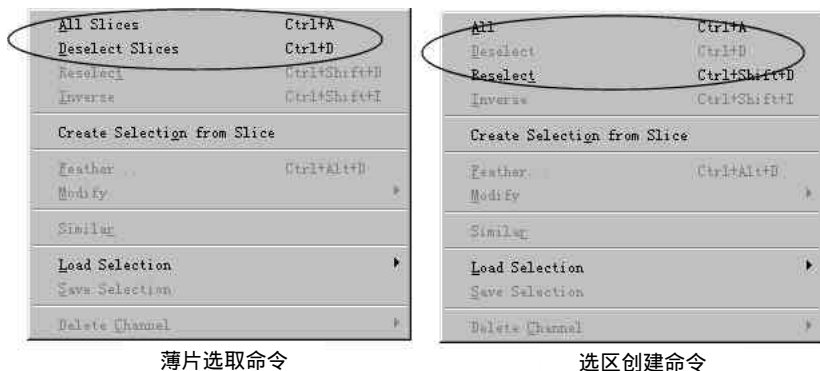 All Slices Ctrl+A
Deselect Slices Ctrl+D
Reselect Ctrl+Shift+D
Inverse Ctrl+Shift+I
Create Selection from Slice
Feather... Ctrl+Alt+D
Modify
Similar
Load Selection
Save Selection
Delete Channel
薄片选取命令
All Ctrl+A
Deselect Ctrl+D
Reselect Ctrl+Shift+D
Inverse Ctrl+Shift+I
Create Selection from Slice
Feather... Ctrl+Alt+D
Modify
Similar
Load Selection
Save Selection
Delete Channel
选区创建命令